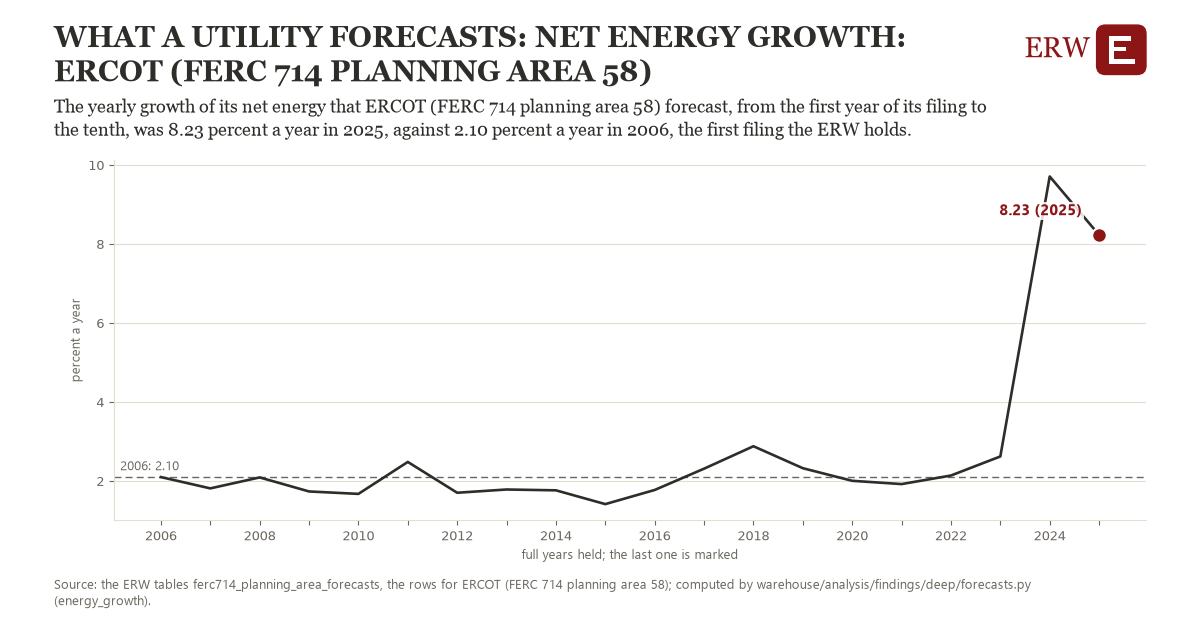 WHAT A UTILITY FORECASTS: NET ENERGY GROWTH:
ERCOT (FERC 714 PLANNING AREA 58)
ERW E
The yearly growth of its net energy that ERCOT (FERC 714 planning area 58) forecast, from the first year of its filing to
the tenth, was 8.23 percent a year in 2025, against 2.10 percent a year in 2006, the first filing the ERW holds.
percent a year
10
8
6
4
2
8.23 (2025)
2006: 2.10
2006 2008 2010 2012 2014 2016 2018 2020 2022 2024
full years held; the last one is marked
Source: the ERW tables ferc714_planning_area_forecasts, the rows for ERCOT (FERC 714 planning area 58); computed by warehouse/analysis/findings/deep/forecasts.py
(energy_growth).